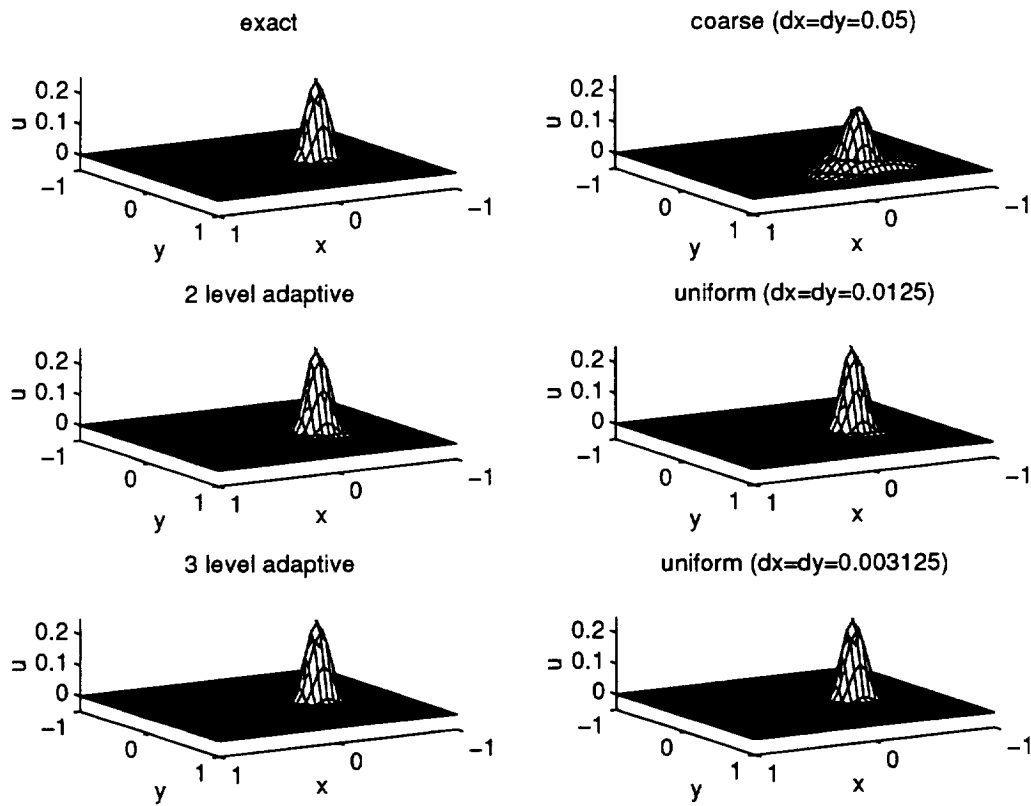 exact
0.2
0.1
0
u
−1
0
1
y
1
0
−1
x
coarse (dx=dy=0.05)
0.2
0.1
0
u
−1
0
1
y
1
0
−1
x
2 level adaptive
0.2
0.1
0
u
−1
0
1
y
1
0
−1
x
uniform (dx=dy=0.0125)
0.2
0.1
0
u
−1
0
1
y
1
0
−1
x
3 level adaptive
0.2
0.1
0
u
−1
0
1
y
1
0
−1
x
uniform (dx=dy=0.003125)
0.2
0.1
0
u
−1
0
1
y
1
0
−1
x